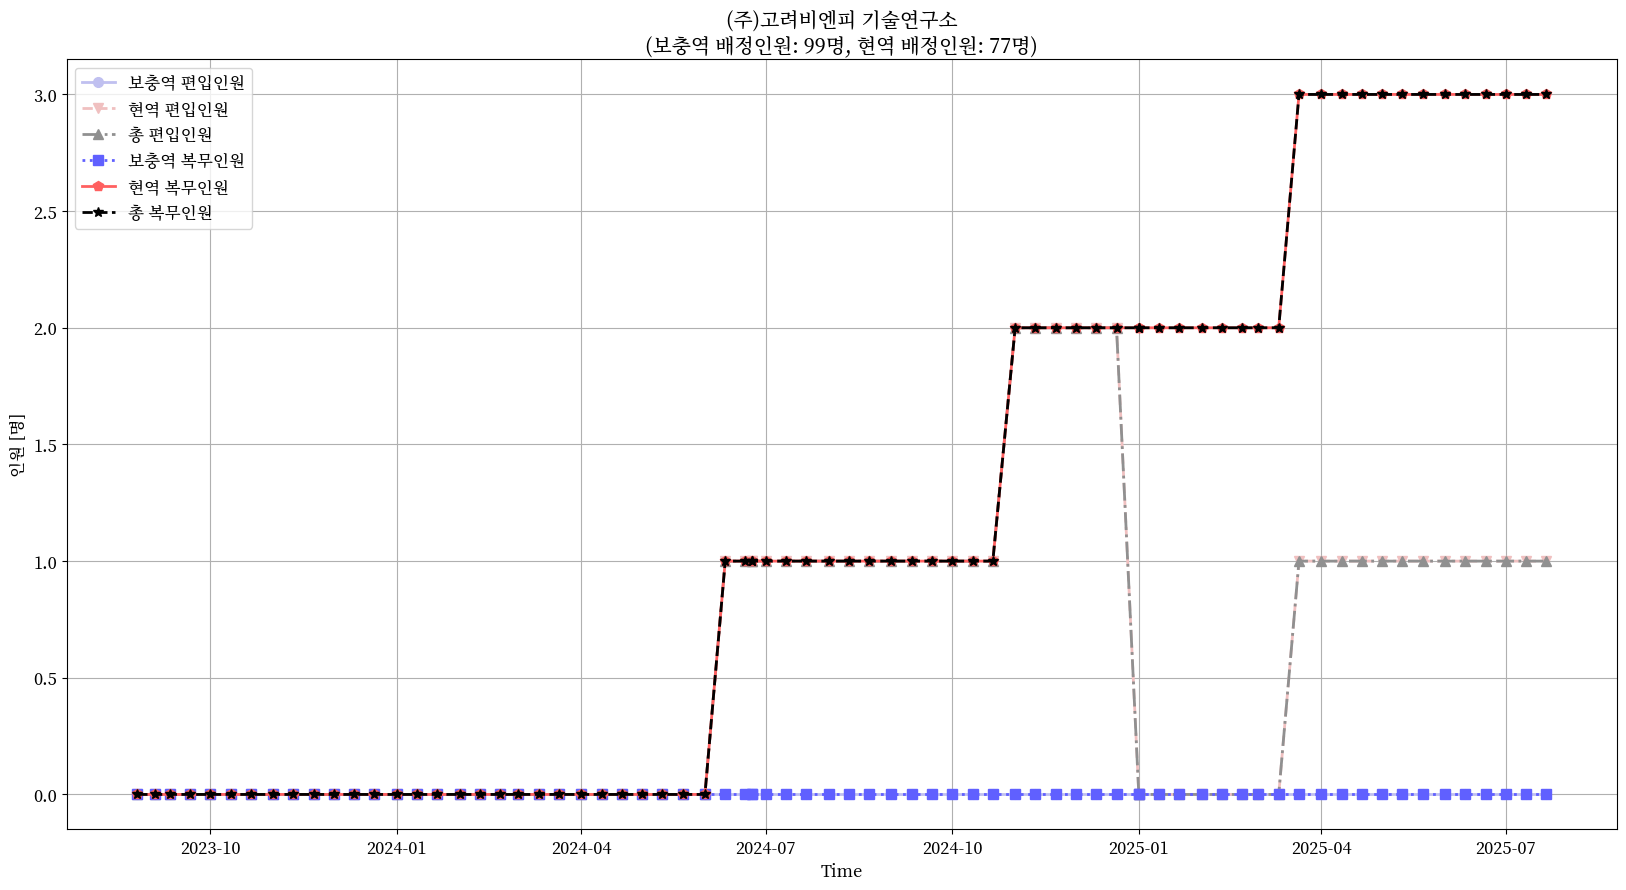 (주)고려비엔피 기술연구소
(보충역 배정인원: 99명, 현역 배정인원: 77명)
보충역 편입인원
현역 편입인원
총 편입인원
보충역 복무인원
현역 복무인원
총 복무인원
3.0
2.5
2.0
1.5
1.0
0.5
0.0
인원 [명]
2023-10
2024-01
2024-04
2024-07
2024-10
2025-01
2025-04
2025-07
Time